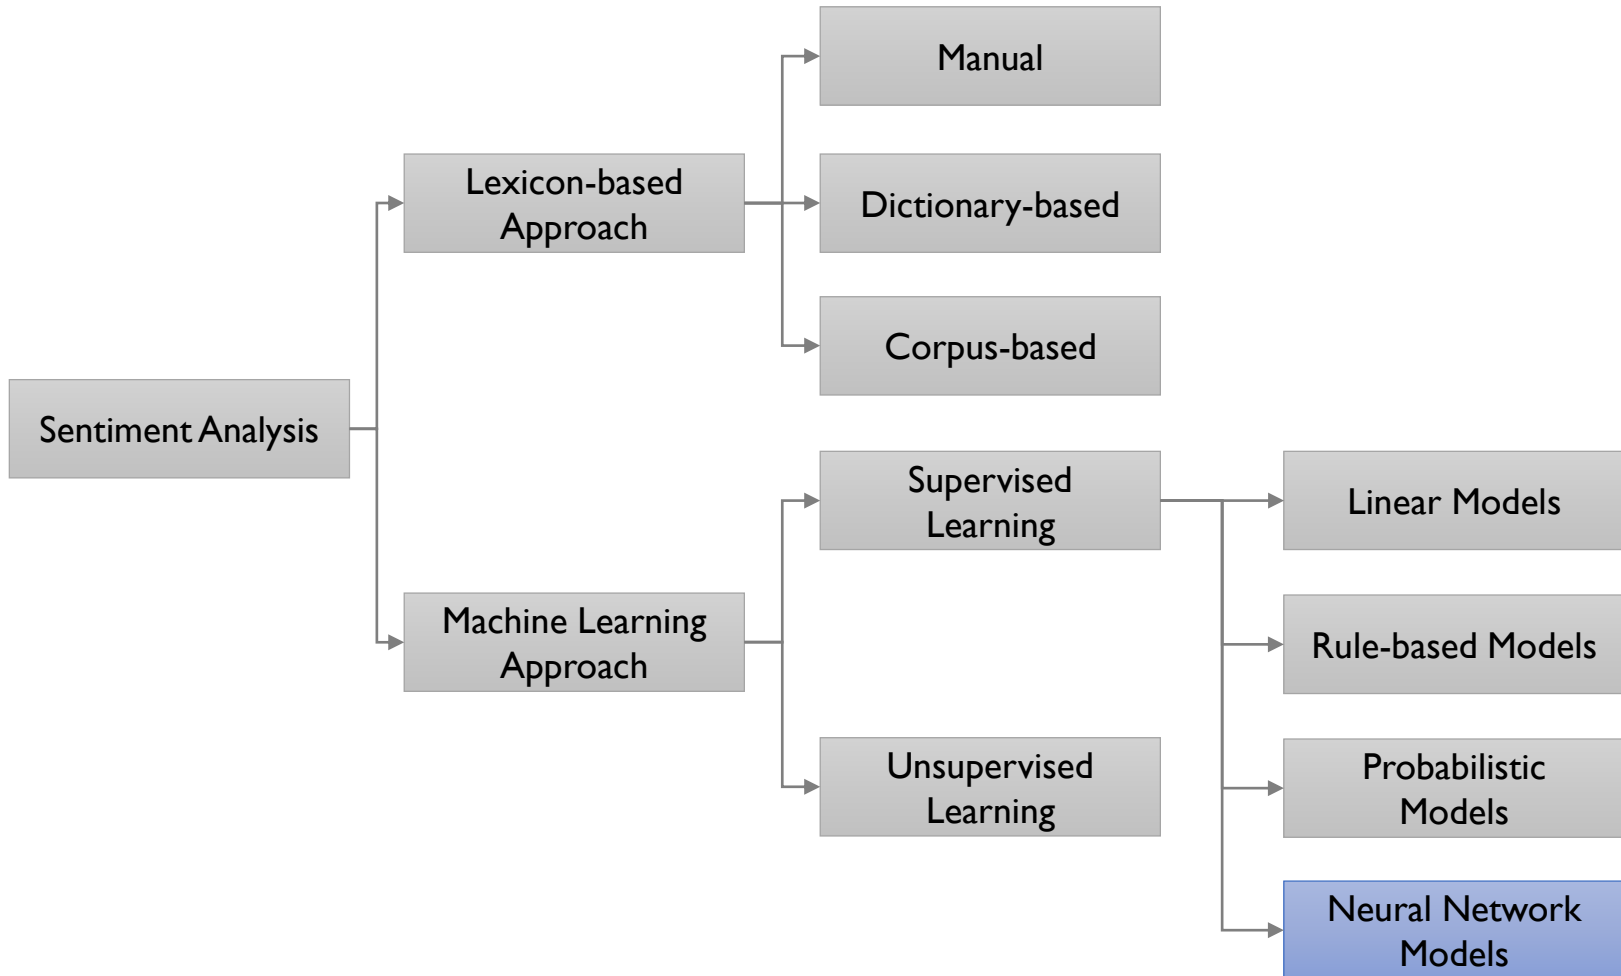 Manual
Lexicon-based
Approach
Dictionary-based
Corpus-based
Sentiment Analysis
Supervised
Learning
Linear Models
Machine Learning
Approach
Rule-based Models
Unsupervised
Learning
Probabilistic
Models
Neural Network
Models